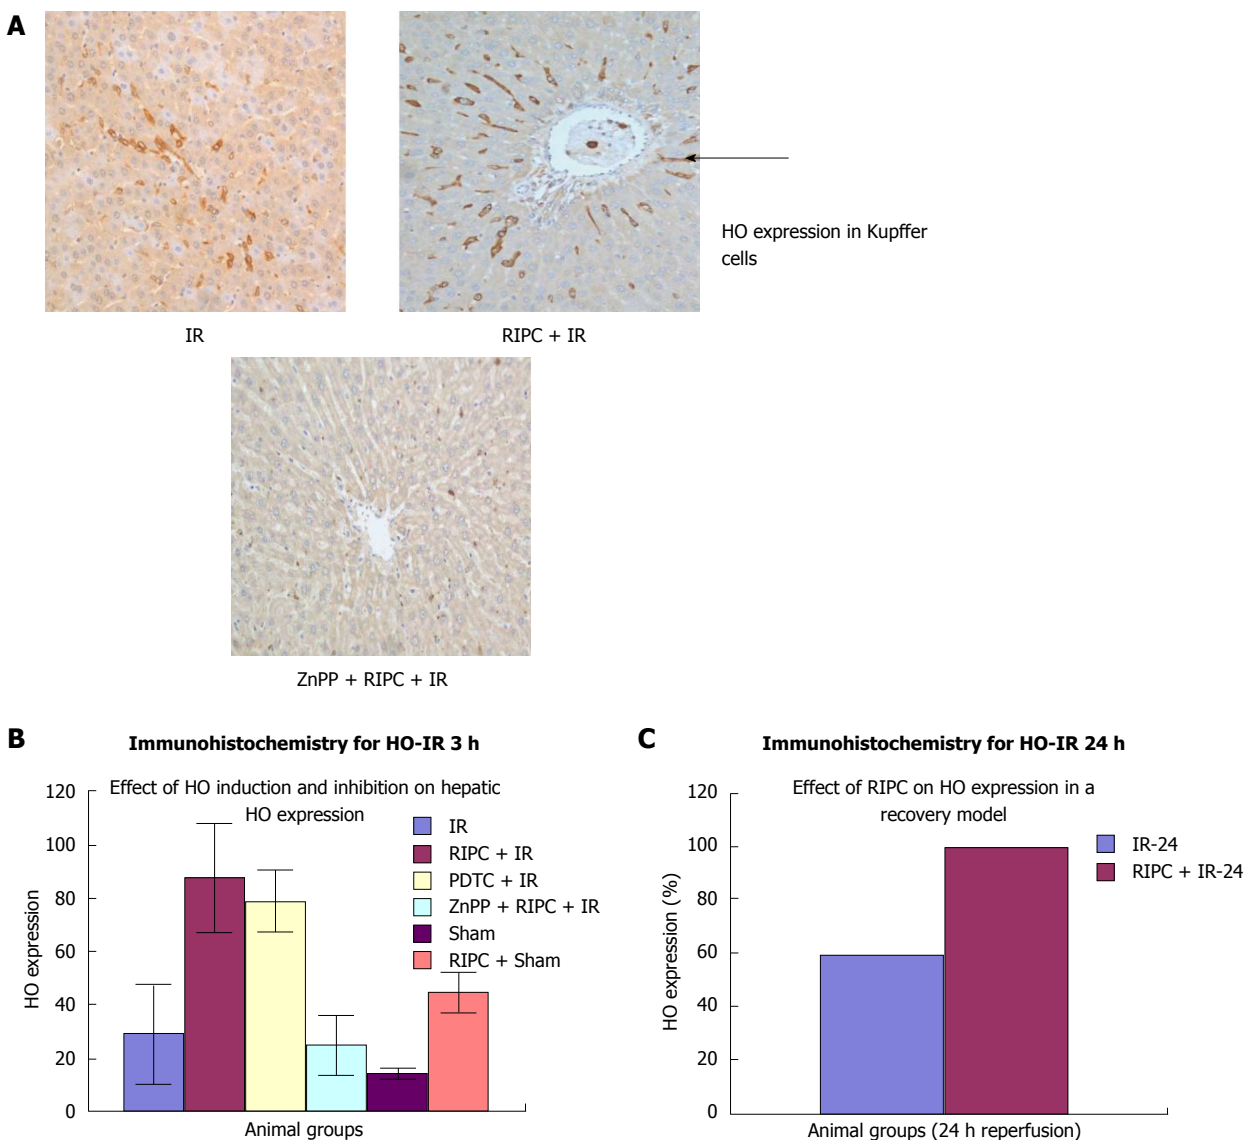 A
IR
RIPC + IR
HO expression in Kupffer
cells
ZnPP + RIPC + IR
B
Immunohistochemistry for HO-IR 3 h
Effect of HO induction and inhibition on hepatic
HO expression
120
100
80
60
40
20
0
HO expression
IR
RIPC + IR
PDTC + IR
ZnPP + RIPC + IR
Sham
RIPC + Sham
Animal groups
C
Immunohistochemistry for HO-IR 24 h
Effect of RIPC on HO expression in a
recovery model
120
100
80
60
40
20
0
HO expression (%)
IR-24
RIPC + IR-24
Animal groups (24 h reperfusion)